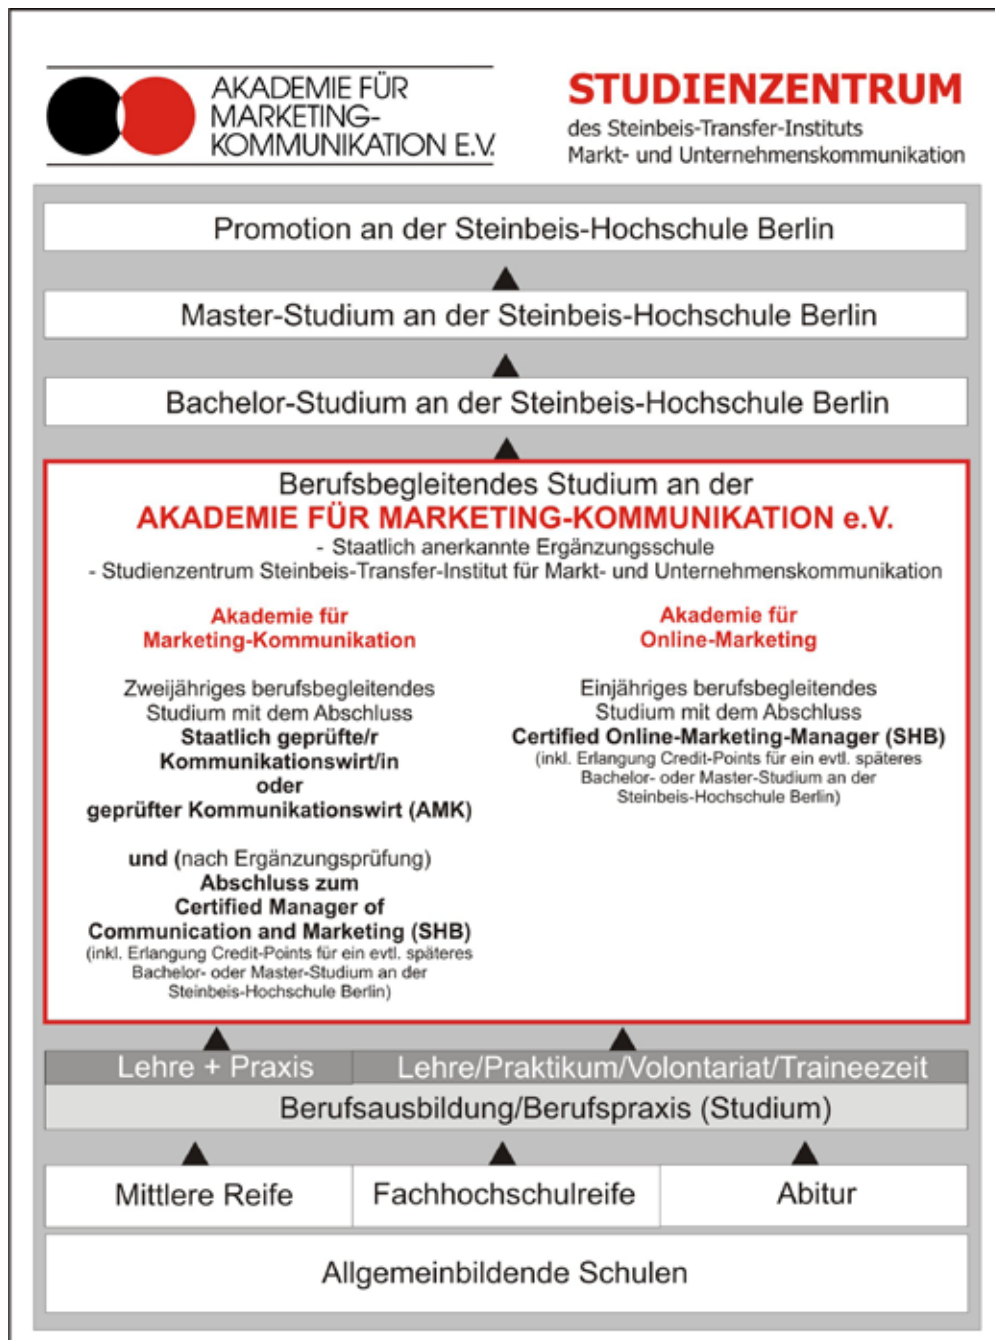 AKADEMIE FÜR
MARKETING-
KOMMUNIKATION E.V.
STUDIENZENTRUM
des Steinbeis-Transfer-Instituts
Markt- und Unternehmenskommunikation
Promotion an der Steinbeis-Hochschule Berlin
Master-Studium an der Steinbeis-Hochschule Berlin
Bachelor-Studium an der Steinbeis-Hochschule Berlin
Berufsbegleitendes Studium an der
AKADEMIE FÜR MARKETING-KOMMUNIKATION e.V.
- Staatlich anerkannte Ergänzungsschule
- Studienzentrum Steinbeis-Transfer-Institut für Markt- und Unternehmenskommunikation
Akademie für
Marketing-Kommunikation
Zweijähriges berufsbegleitendes
Studium mit dem Abschluss
Staatlich geprüfte/r
Kommunikationswirt/in
oder
geprüfter Kommunikationswirt (AMK)
und (nach Ergänzungsprüfung)
Abschluss zum
Certified Manager of
Communication and Marketing (SHB)
(inkl. Erlangung Credit-Points für ein evtl. späteres
Bachelor- oder Master-Studium an der
Steinbeis-Hochschule Berlin)
Akademie für
Online-Marketing
Einjähriges berufsbegleitendes
Studium mit dem Abschluss
Certified Online-Marketing-Manager (SHB)
(inkl. Erlangung Credit-Points für ein evtl. späteres
Bachelor- oder Master-Studium an der
Steinbeis-Hochschule Berlin)
Lehre + Praxis
Lehre/Praktikum/Volontariat/Traineezeit
Berufsausbildung/Berufspraxis (Studium)
Mittlere Reife
Fachhochschulreife
Abitur
Allgemeinbildende Schulen